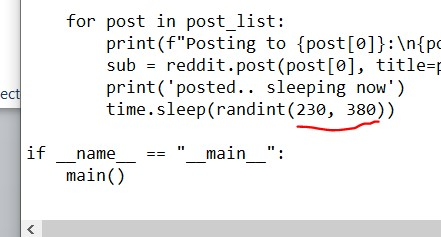 for post in post_list:
print(f"Posting to {post[0]}:\n{po
sub = reddit.post(post[0], title=p
print('posted.. sleeping now')
time.sleep(randint(230, 380))
ect
if __name__ == "__main__":
main()